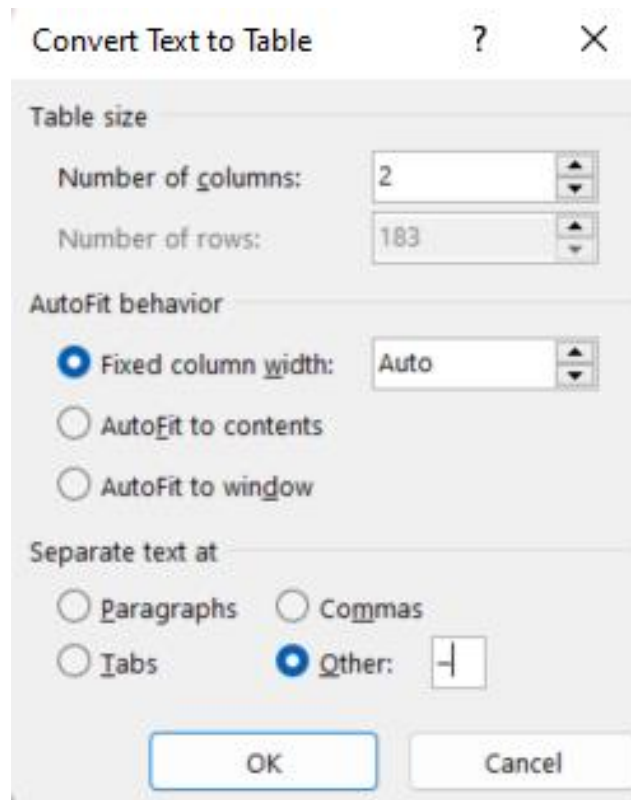 Convert Text to Table ?
Table size
Number of columns: 2
Number of rows: 183
AutoFit behavior
Fixed column width: Auto
AutoFit to contents
AutoFit to window
Separate text at
Paragraphs Commas
Tabs Other: -
OK Cancel